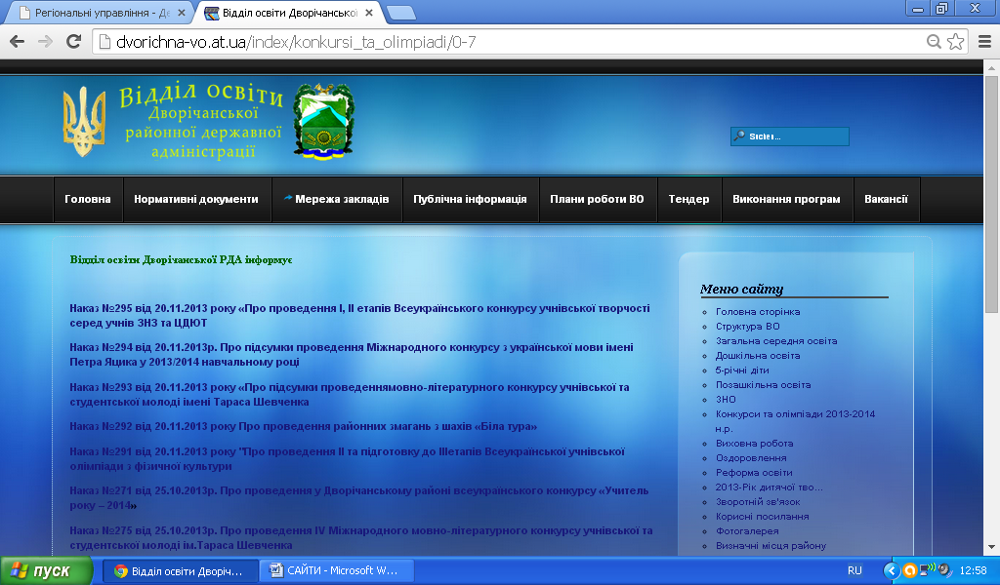 Регіональні управління - Де
Відділ освіти Дворічанської
dvorichna-vo.at.ua/index/konkursi_ta_olimpiadi/0-7
Відділ освіти
Дворічанської
районної державної
адміністрації
Головна
Нормативні документи
Мережа закладів
Публічна інформація
Плани роботи ВО
Тендер
Виконання програм
Вакансії
Відділ освіти Дворічанської РДА інформує
Наказ №295 від 20.11.2013 року «Про проведення І, ІІ етапів Всеукраїнського конкурсу учнівської творчості
серед учнів ЗНЗ та ЦДЮТ
Наказ №294 від 20.11.2013р. Про підсумки проведення Міжнародного конкурсу з української мови імені
Петра Яцика у 2013/2014 навчальному році
Наказ №293 від 20.11.2013 року «Про підсумки проведеннямовно-літературного конкурсу учнівської та
студентської молоді імені Тараса Шевченка
Наказ №292 від 20.11.2013 року Про проведення районних змагань з шахів «Біла тура»
Наказ №291 від 20.11.2013 року "Про проведення ІІ та підготовку до ІІІетапів Всеукраїнської учнівської
олімпіади з фізичної культури
Наказ №271 від 25.10.2013р. Про проведення у Дворічанському районі всеукраїнського конкурсу «Учитель
року – 2014»
Наказ №275 від 25.10.2013р. Про проведення IV Міжнародного мовно-літературного конкурсу учнівської та
студентської молоді ім.Тараса Шевченка
Меню сайту
Головна сторінка
Структура ВО
Загальна середня освіта
Дошкільна освіта
5-річні діти
Позашкільна освіта
ЗНО
Конкурси та олімпіади 2013-2014
н.р.
Виховна робота
Оздоровлення
Реформа освіти
2013-Рік дитячої тво...
Зворотній зв'язок
Корисні посилання
Фотогалерея
Визначні місця району
пуск
Відділ освіти Дворіч...
САЙТИ - Microsoft W...
RU
12:58